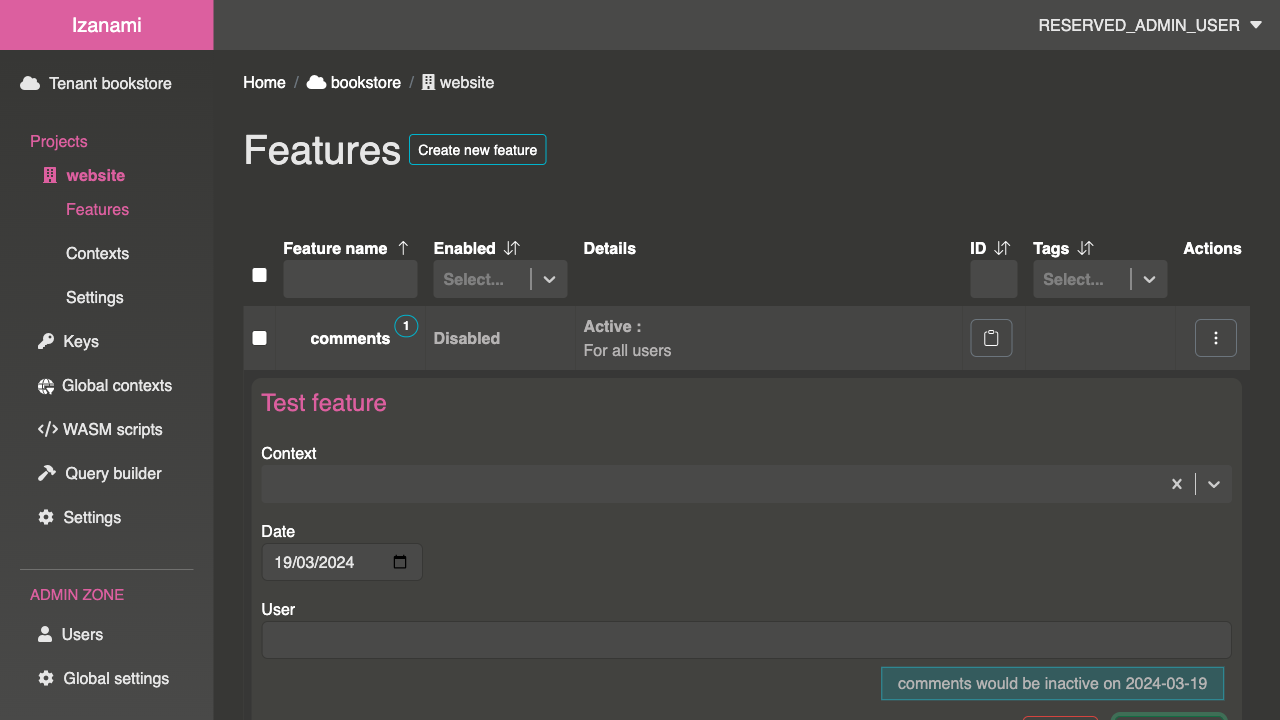 Izanami
RESERVED_ADMIN_USER
Tenant bookstore
Home / bookstore / website
Projects
website
Features
Contexts
Settings
Keys
Global contexts
WASM scripts
Query builder
Settings
ADMIN ZONE
Users
Global settings
Features
Create new feature
Feature name
Enabled
Details
ID
Tags
Actions
Select...
Select...
comments 1
Disabled
Active :
For all users
Test feature
Context
Date
19/03/2024
User
comments would be inactive on 2024-03-19